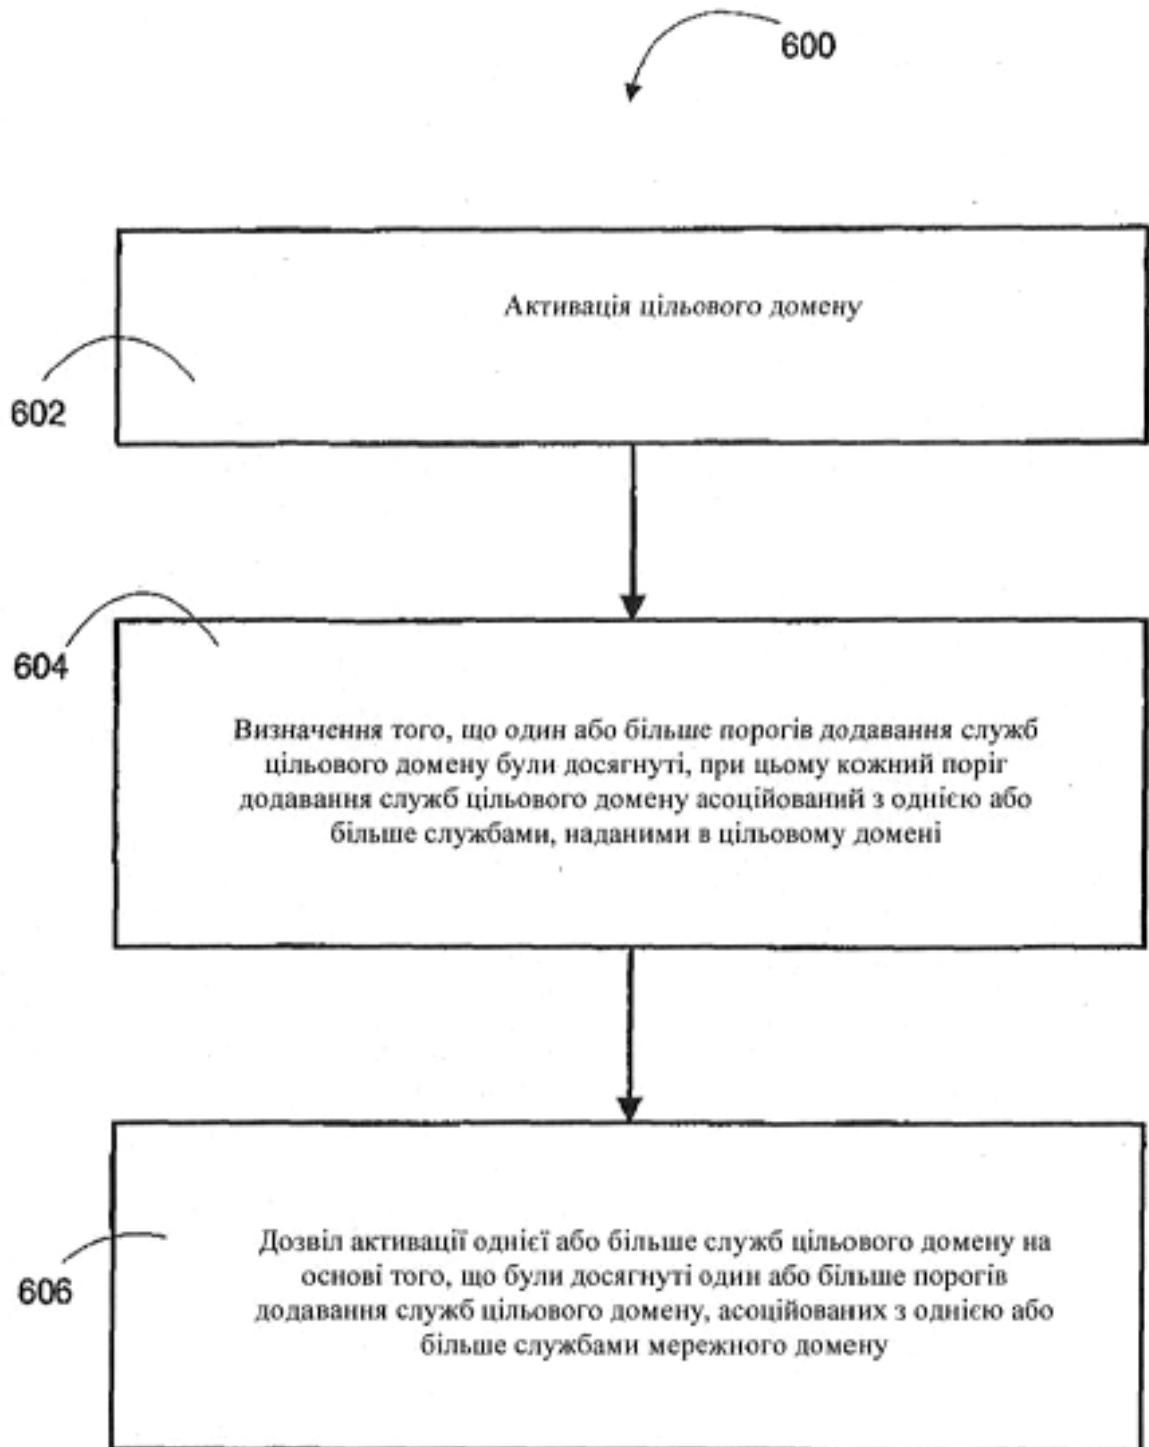 600
Активація цільового домену
602
604
Визначення того, що один або більше порогів додавання служб
цільового домену були досягнуті, при цьому кожний поріг
додавання служб цільового домену асоційований з однією або
більше службами, наданими в цільовому домені
Дозвіл активації однієї або більше служб цільового домену на
основі того, що були досягнуті один або більше порогів
додавання служб цільового домену, асоційованих з однією або
більше службами мережного домену
606